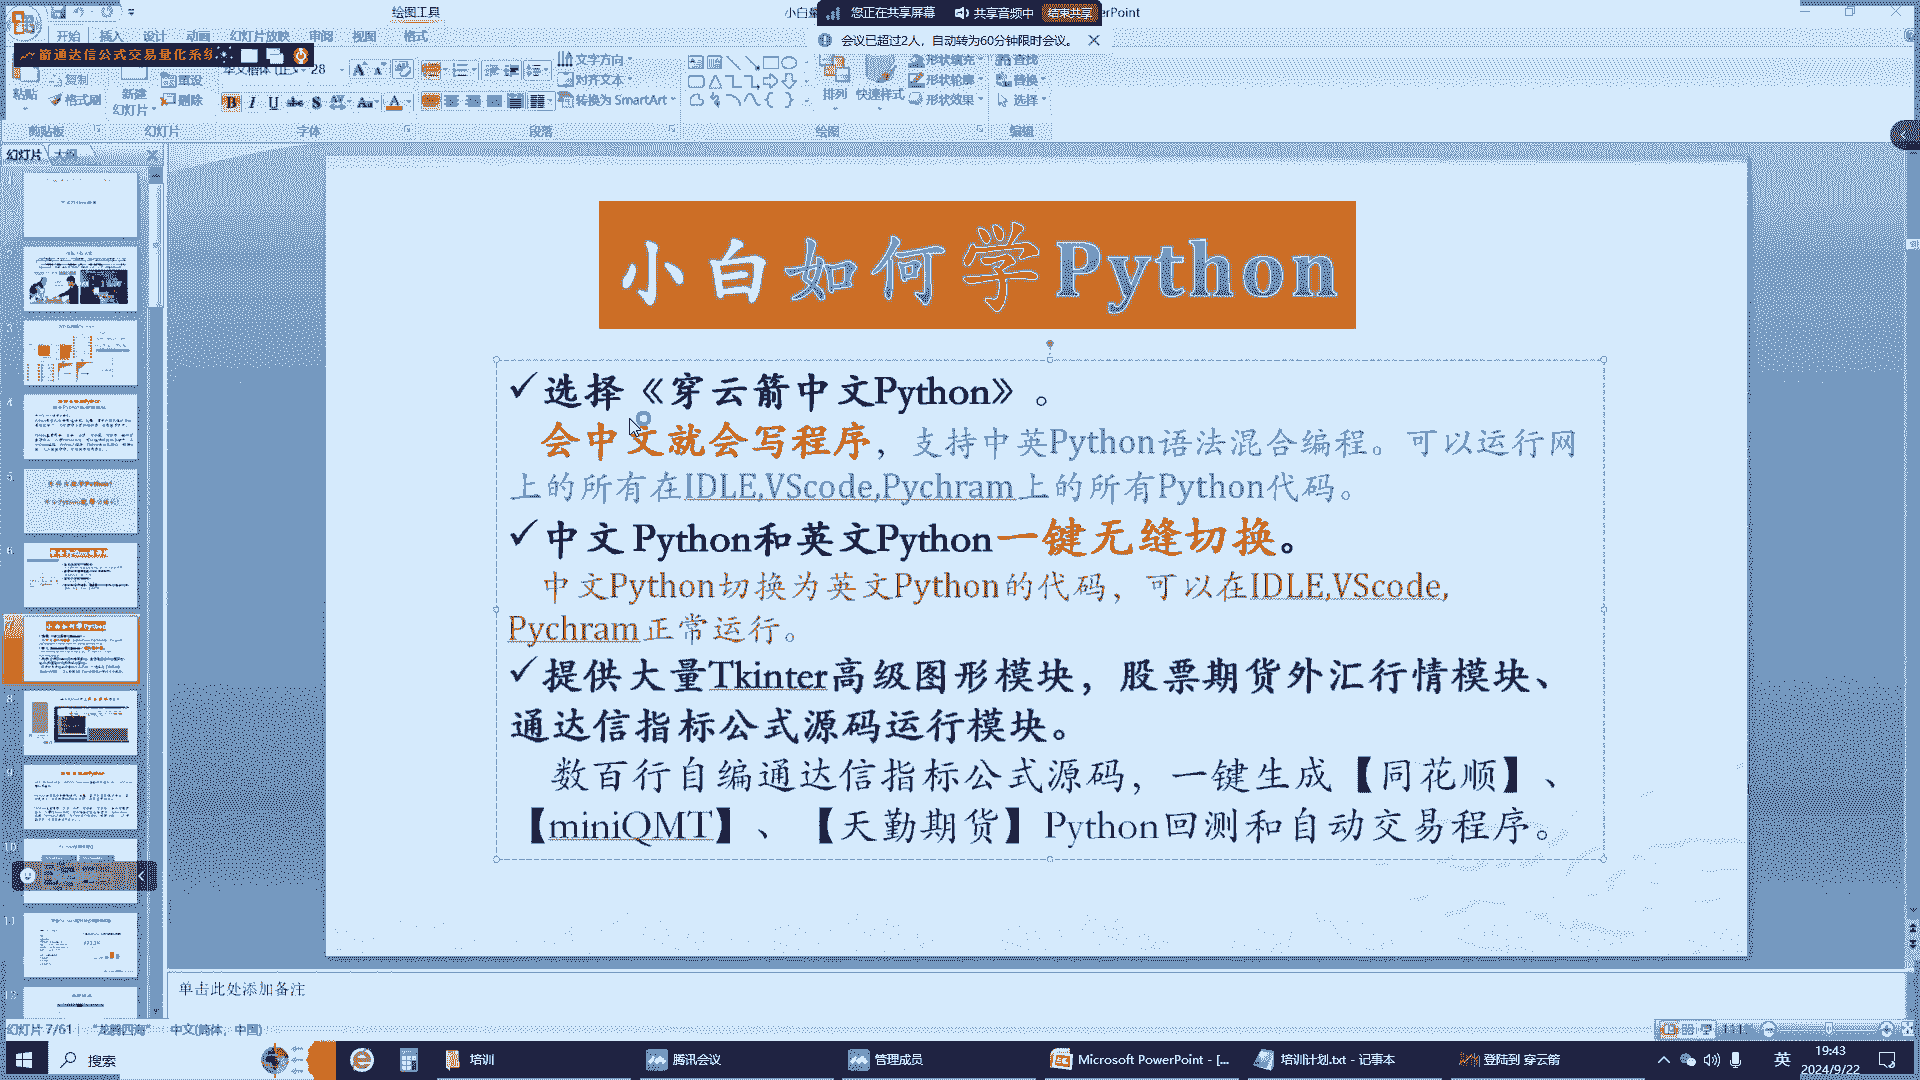 绘图工具
您正在共享屏幕
共享音频中
结束共享
会议已超过2人，自动转为60分钟限时会议。
开始
插入
设计
动画
幻灯片放映
审阅
视图
格式
箭通达信公式交易量化系统
粘贴
复制
格式刷
新建
幻灯片
重设
删除
28
文字方向
对齐文本
转换为 SmartArt
排列
快速样式
形状填充
形状轮廓
形状效果
查找
替换
选择
剪贴板
幻灯片
字体
段落
绘图
编辑
幻灯片
大纲
小白如何学Python
✓选择《穿云箭中文Python》。
会中文就会写程序，支持中英Python语法混合编程。可以运行网
上的所有在IDLE,VScode,Pychram上的所有Python代码。
✓中文 Python和英文Python一键无缝切换。
中文Python切换为英文Python的代码，可以在IDLE,VScode,
Pychram正常运行。
✓提供大量Tkinter高级图形模块，股票期货外汇行情模块、
通达信指标公式源码运行模块。
数百行自编通达信指标公式源码，一键生成【同花顺】、
【miniQMT】、【天勤期货】Python回测和自动交易程序。
单击此处添加备注
幻灯片 7/61
"龙腾四海"
中文(简体，中国)
搜索
培训
腾讯会议
管理成员
Microsoft PowerPoint - [...
培训计划.txt - 记事本
登陆到 穿云箭
英
19:43
2024/9/22